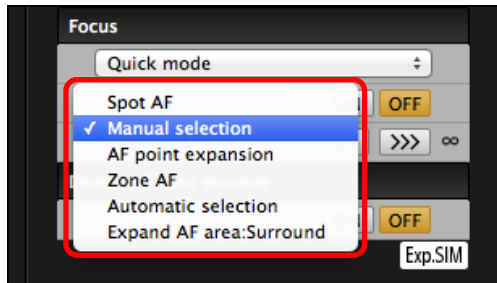 Focus
Quick mode
Spot AF
OFF
✓ Manual selection
>>> ∞
AF point expansion
Zone AF
Automatic selection
OFF
Expand AF area:Surround
Exp.SIM